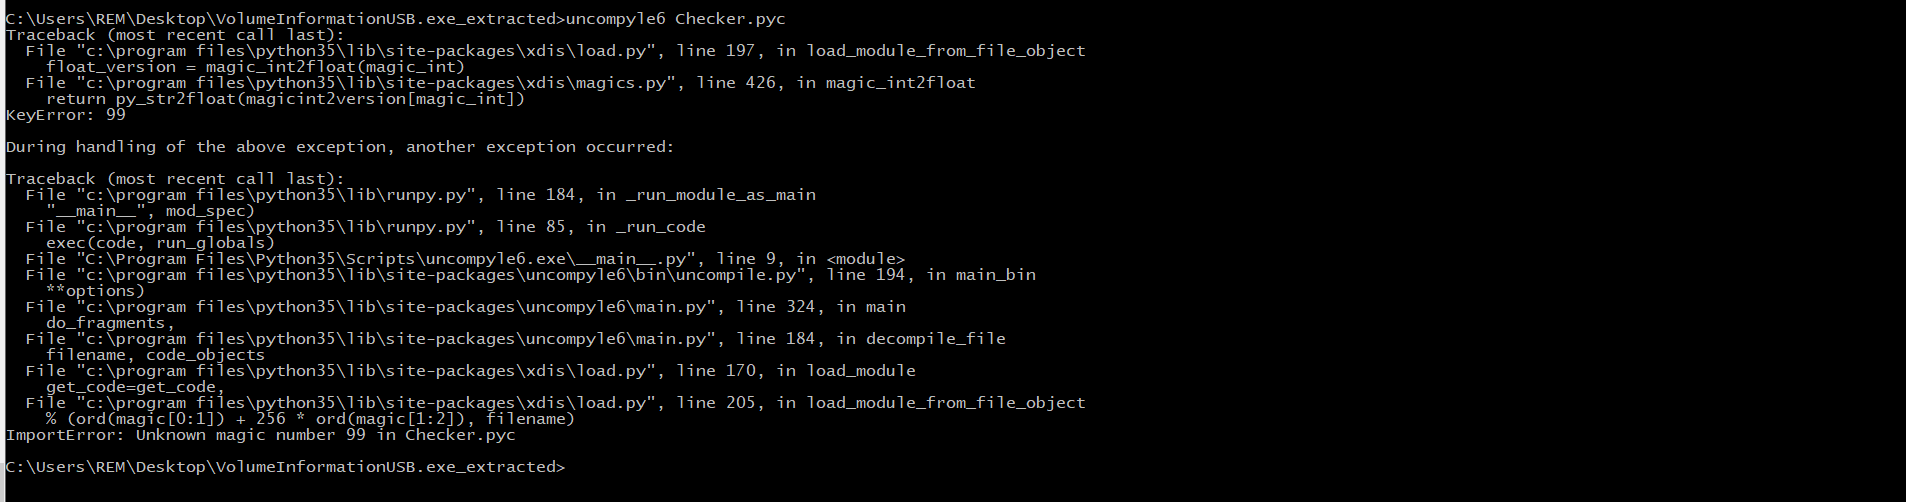 C:\Users\REM\Desktop\VolumeInformationUSB.exe_extracted>uncompyle6 Checker.pyc
Traceback (most recent call last):
  File "c:\program files\python35\lib\site-packages\xdis\load.py", line 197, in load_module_from_file_object
    float_version = magic_int2float(magic_int)
  File "c:\program files\python35\lib\site-packages\xdis\magics.py", line 426, in magic_int2float
    return py_str2float(magicint2version[magic_int])
KeyError: 99

During handling of the above exception, another exception occurred:

Traceback (most recent call last):
  File "c:\program files\python35\lib\runpy.py", line 184, in _run_module_as_main
    "__main__", mod_spec)
  File "c:\program files\python35\lib\runpy.py", line 85, in _run_code
    exec(code, run_globals)
  File "C:\Program Files\Python35\Scripts\uncompyle6.exe\__main__.py", line 9, in <module>
  File "c:\program files\python35\lib\site-packages\uncompyle6\bin\uncompile.py", line 194, in main_bin
    **options)
  File "c:\program files\python35\lib\site-packages\uncompyle6\main.py", line 324, in main
    do_fragments,
  File "c:\program files\python35\lib\site-packages\uncompyle6\main.py", line 184, in decompile_file
    filename, code_objects
  File "c:\program files\python35\lib\site-packages\xdis\load.py", line 170, in load_module
    get_code=get_code,
  File "c:\program files\python35\lib\site-packages\xdis\load.py", line 205, in load_module_from_file_object
    % (ord(magic[0:1]) + 256 * ord(magic[1:2]), filename)
ImportError: Unknown magic number 99 in Checker.pyc

C:\Users\REM\Desktop\VolumeInformationUSB.exe_extracted>